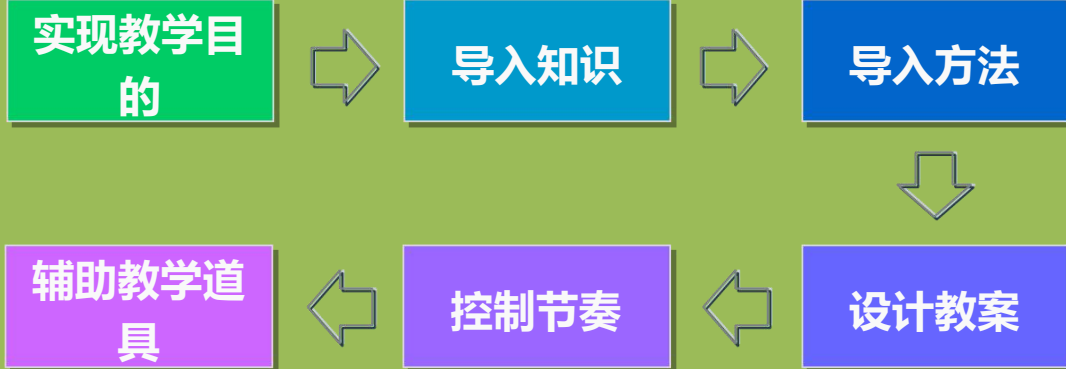 实现教学目
的
导入知识
导入方法
设计教案
控制节奏
辅助教学道
具